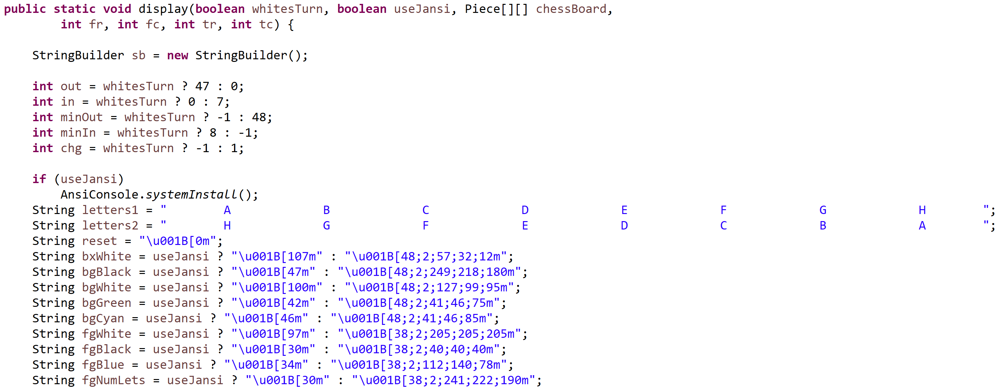 public static void display(boolean whitesTurn, boolean useJansi, Piece[][] chessBoard,
        int fr, int fc, int tr, int tc) {

    StringBuilder sb = new StringBuilder();

    int out = whitesTurn ? 47 : 0;
    int in = whitesTurn ? 0 : 7;
    int minOut = whitesTurn ? -1 : 48;
    int minIn = whitesTurn ? 8 : -1;
    int chg = whitesTurn ? -1 : 1;

    if (useJansi)
        AnsiConsole.systemInstall();
    String letters1 = "        A             B             C             D             E             F             G             H        ";
    String letters2 = "        H             G             F             E             D             C             B             A        ";
    String reset = "\u001B[0m";
    String bxWhite = useJansi ? "\u001B[107m" : "\u001B[48;2;57;32;12m";
    String bgBlack = useJansi ? "\u001B[47m" : "\u001B[48;2;249;218;180m";
    String bgWhite = useJansi ? "\u001B[100m" : "\u001B[48;2;127;99;95m";
    String bgGreen = useJansi ? "\u001B[42m" : "\u001B[48;2;41;46;75m";
    String bgCyan = useJansi ? "\u001B[46m" : "\u001B[48;2;41;46;85m";
    String fgWhite = useJansi ? "\u001B[97m" : "\u001B[38;2;205;205;205m";
    String fgBlack = useJansi ? "\u001B[30m" : "\u001B[38;2;40;40;40m";
    String fgBlue = useJansi ? "\u001B[34m" : "\u001B[38;2;112;140;78m";
    String fgNumLets = useJansi ? "\u001B[30m" : "\u001B[38;2;241;222;190m";